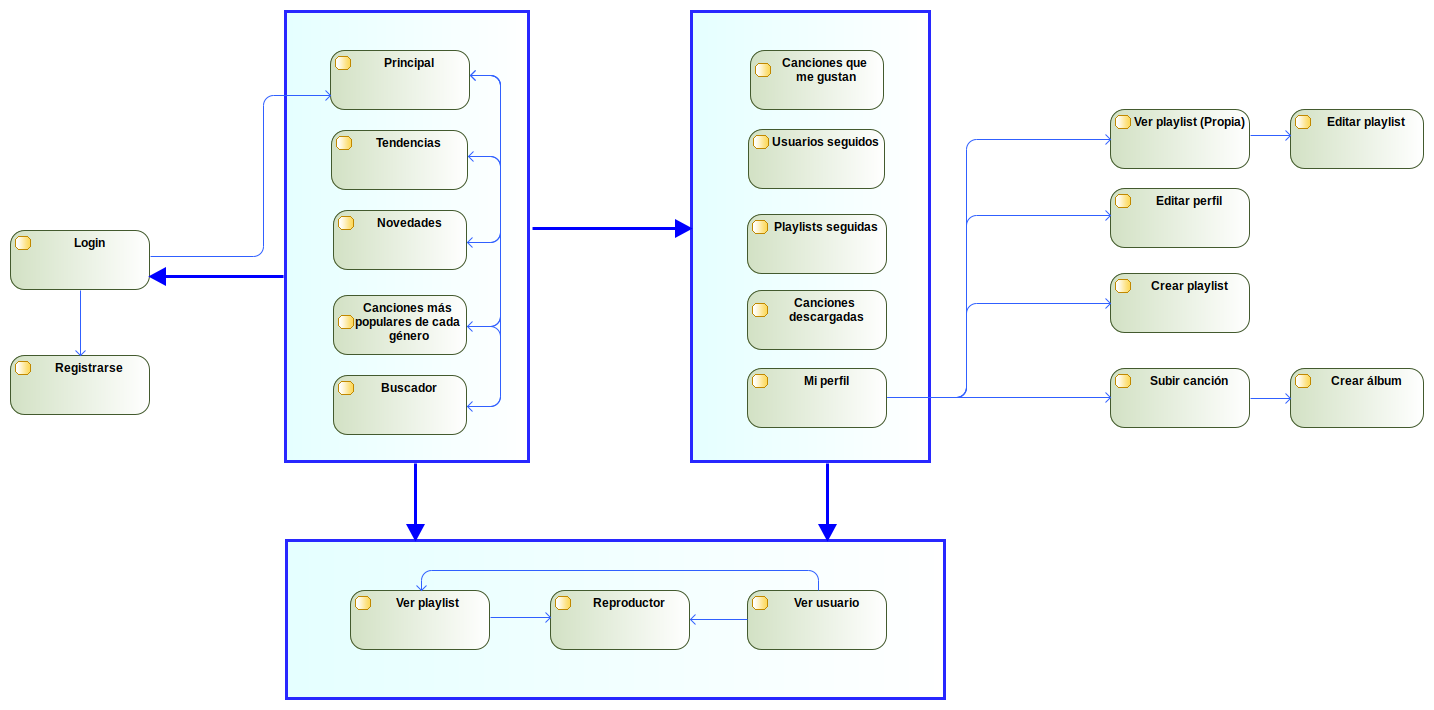 Login
Registrarse
Principal
Tendencias
Novedades
Canciones más
populares de cada
género
Buscador
Canciones que
me gustan
Usuarios seguidos
Playlists seguidas
Canciones
descargadas
Mi perfil
Ver playlist (Propia)
Editar playlist
Editar perfil
Crear playlist
Subir canción
Crear álbum
Ver playlist
Reproductor
Ver usuario